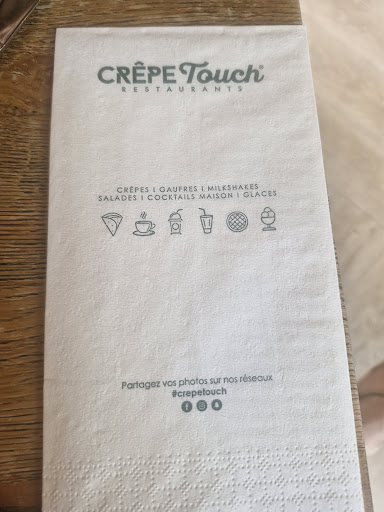 CRÊPE Touch®
RESTAURANTS
CRÊPES I GAUFRES I MILKSHAKES
SALADES I COCKTAILS MAISON I GLACES
Partagez vos photos sur nos réseaux
#crepetouch